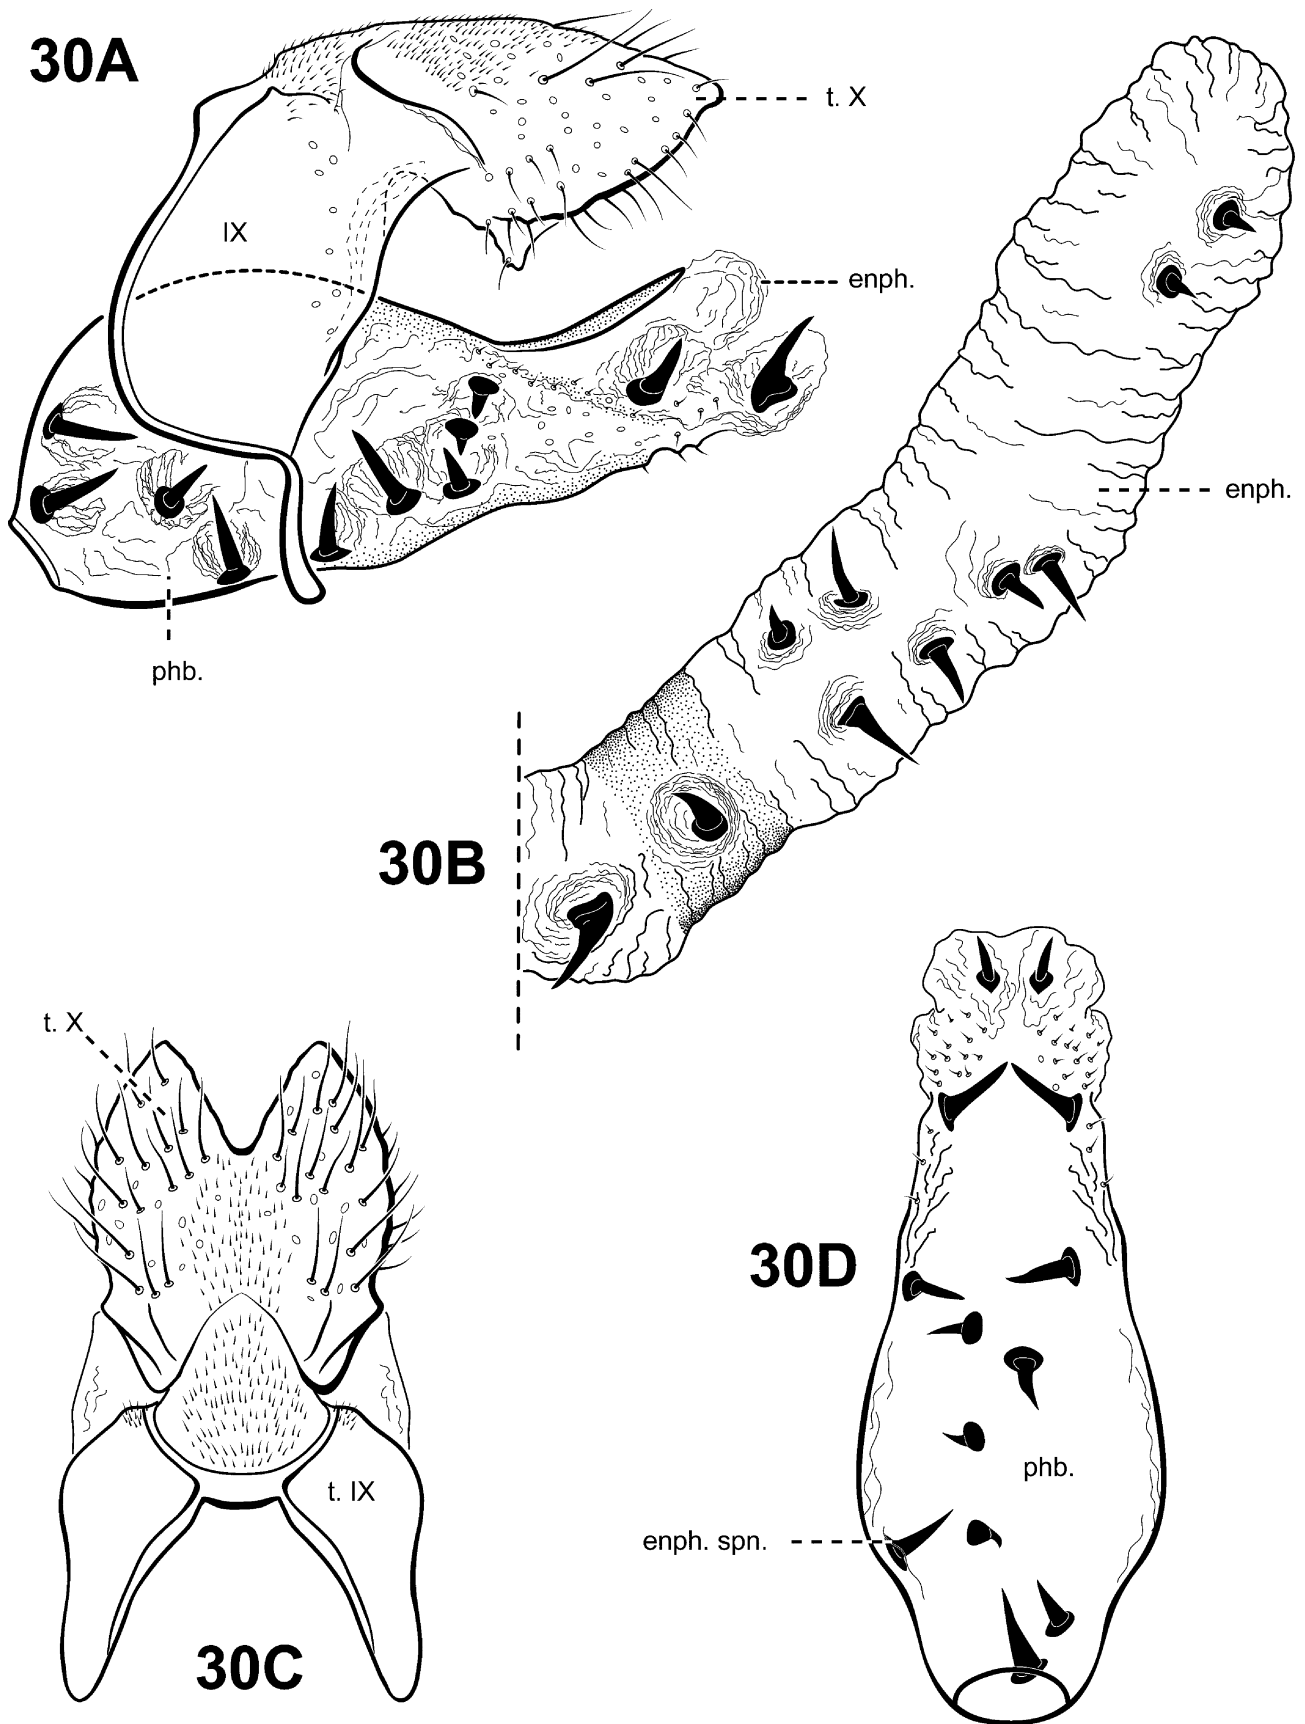 30A
t. X
IX
enph.
phb.
enph.
30B
t. X
30D
t. IX
phb.
enph. spn.
30C